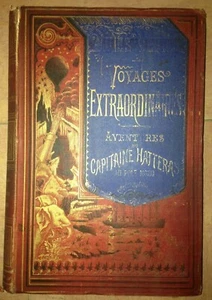 VOYAGES
EXTRAORDINAIRES
AVENTURES
DU
CAPITAINE HATTERAS